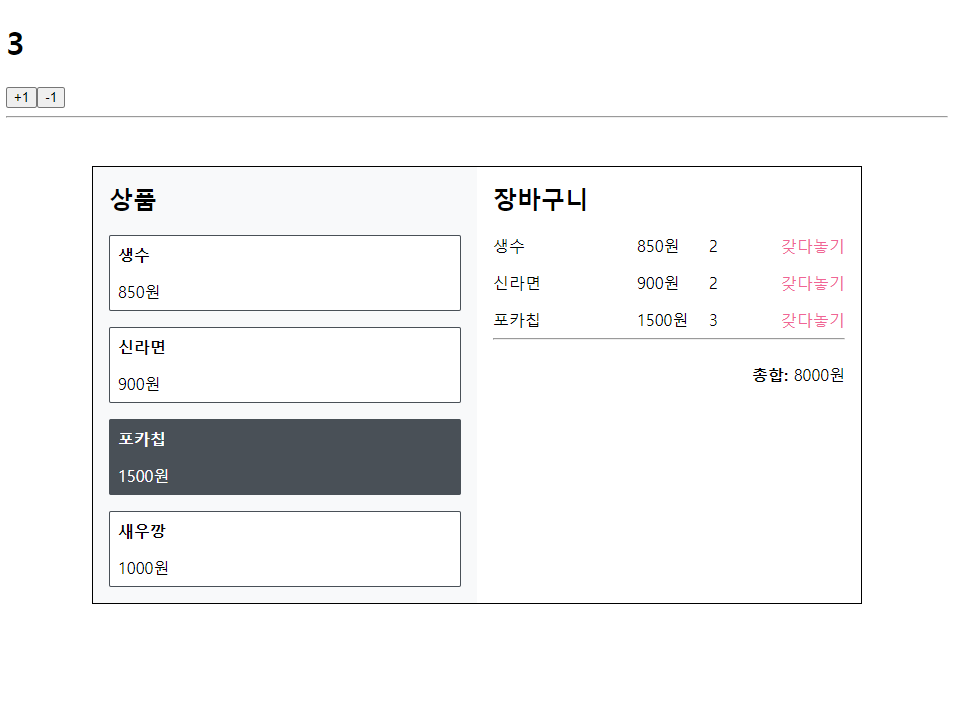 3
+1 -1
상품
생수
850원
신라면
900원
포카칩
1500원
새우깡
1000원
장바구니
생수 850원 2 갖다놓기
신라면 900원 2 갖다놓기
포카칩 1500원 3 갖다놓기
총합: 8000원